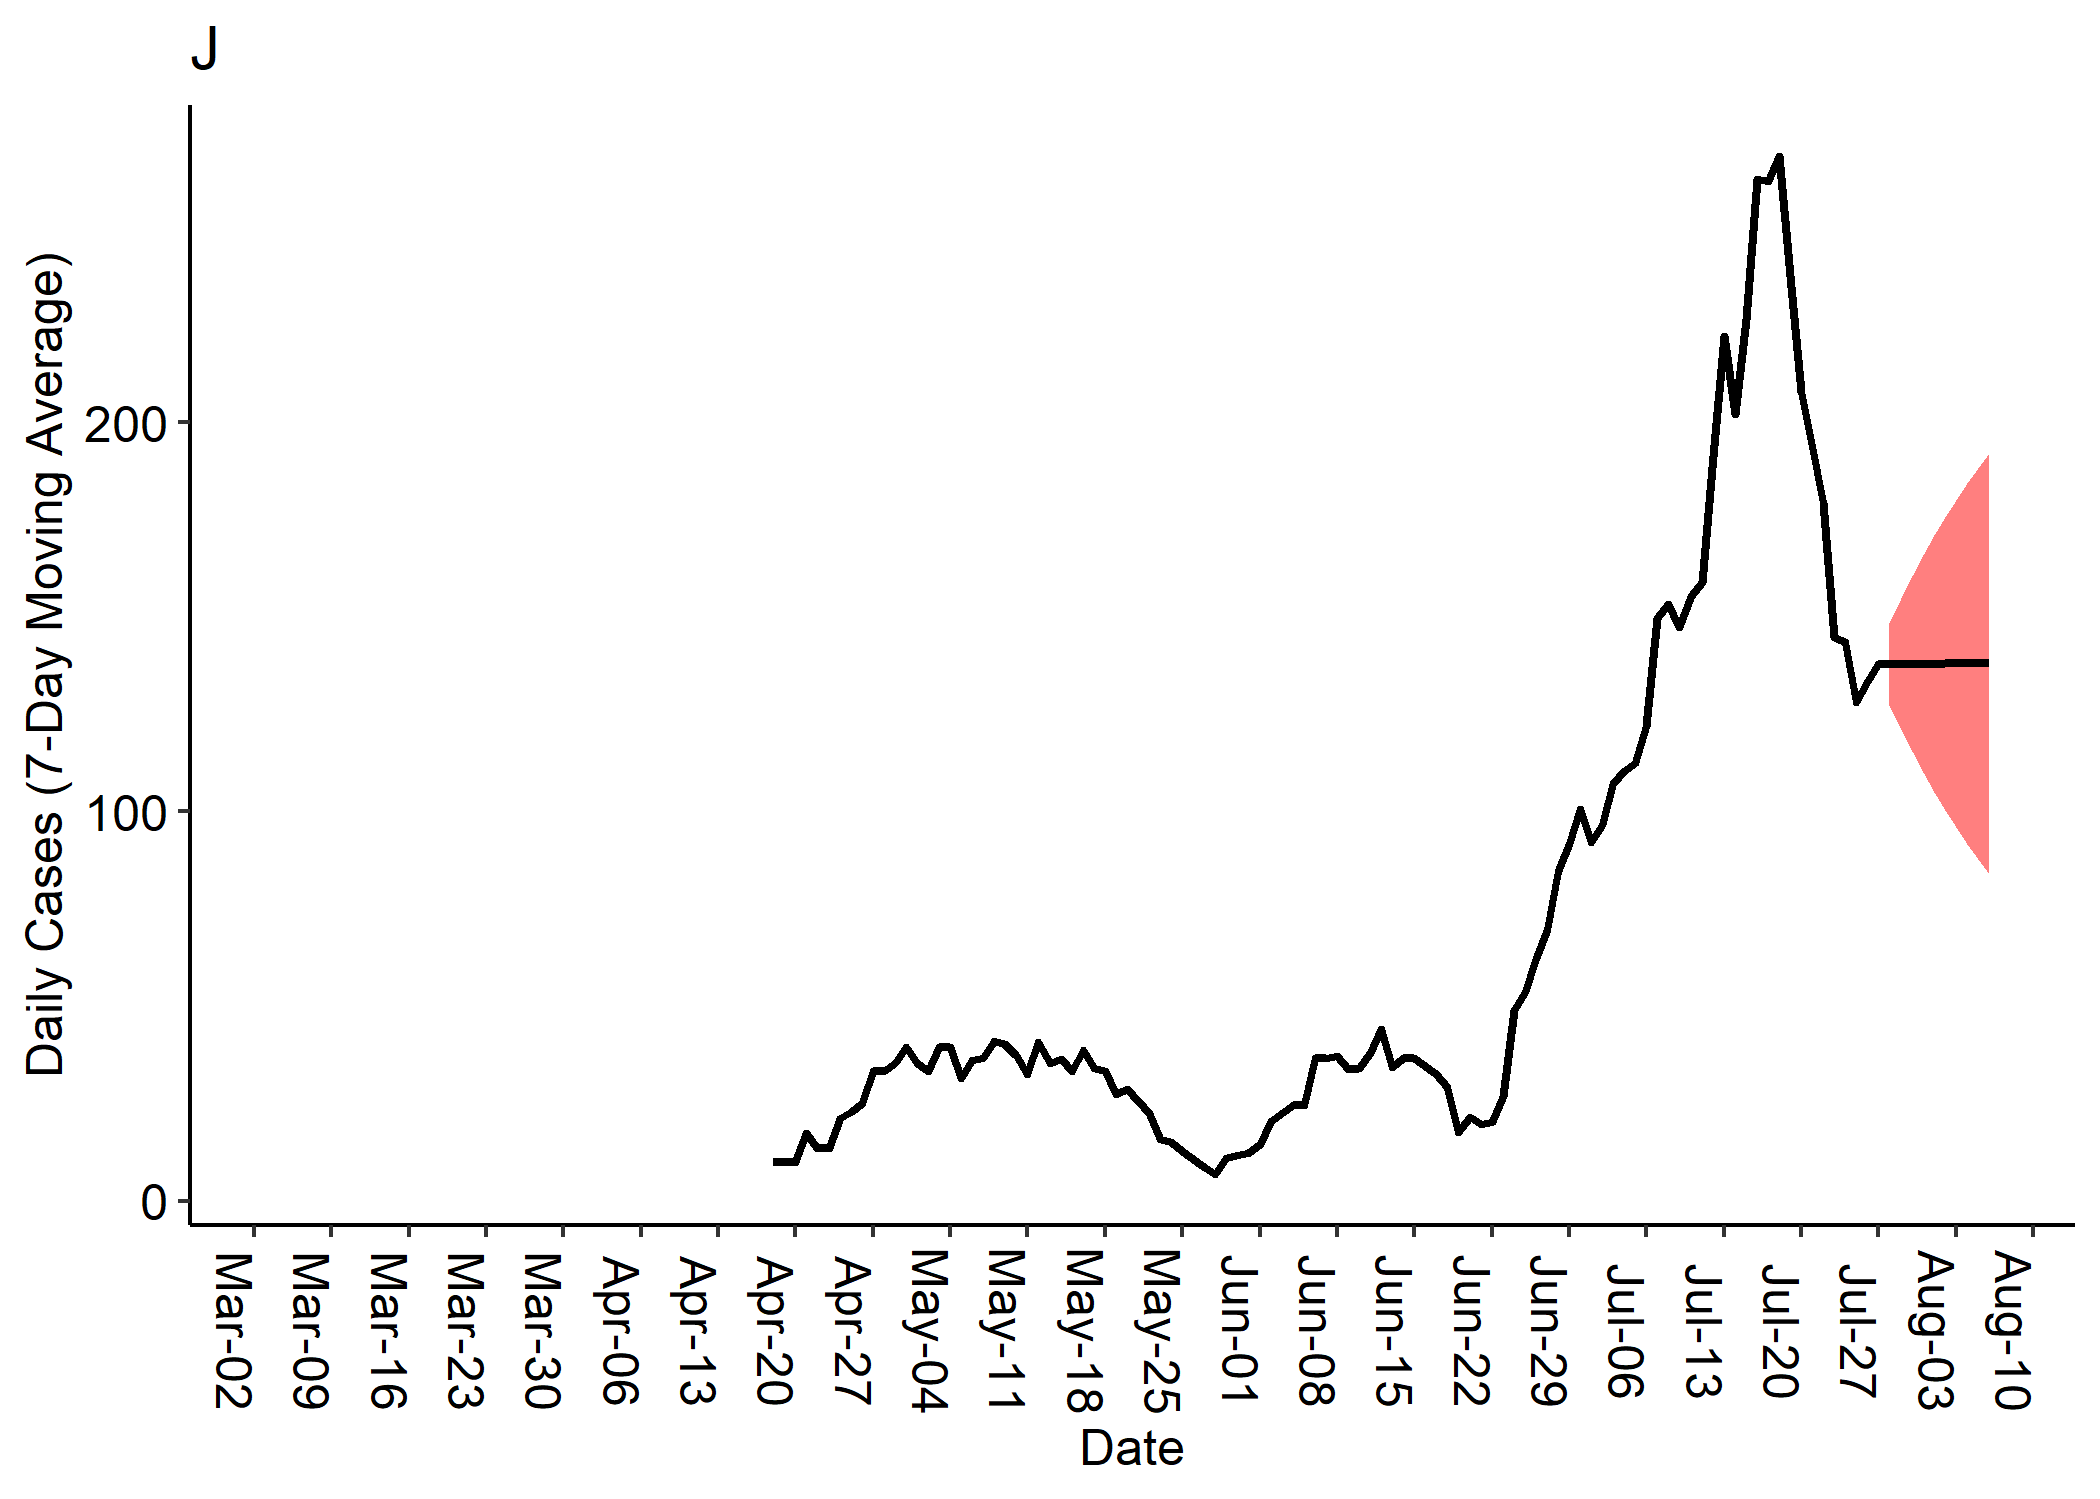 J
Daily Cases (7-Day Moving Average)
200
100
0
Mar-02
Mar-09
Mar-16
Mar-23
Mar-30
Apr-06
Apr-13
Apr-20
Apr-27
May-04
May-11
May-18
May-25
Jun-01
Jun-08
Jun-15
Jun-22
Jun-29
Jul-06
Jul-13
Jul-20
Jul-27
Aug-03
Aug-10
Date